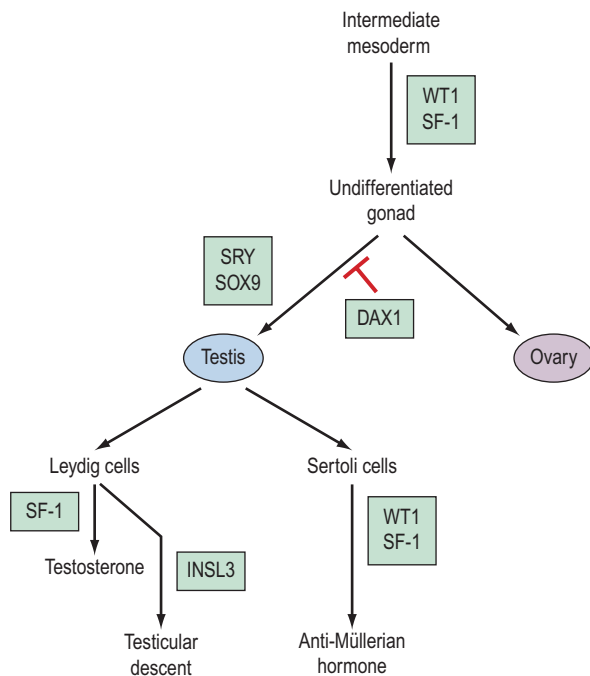 Intermediate
mesoderm
WT1
SF-1
Undifferentiated
gonad
SRY
SOX9
DAX1
Testis
Ovary
Leydig cells
Sertoli cells
SF-1
WT1
SF-1
Testosterone
INSL3
Testicular
descent
Anti-Müllerian
hormone